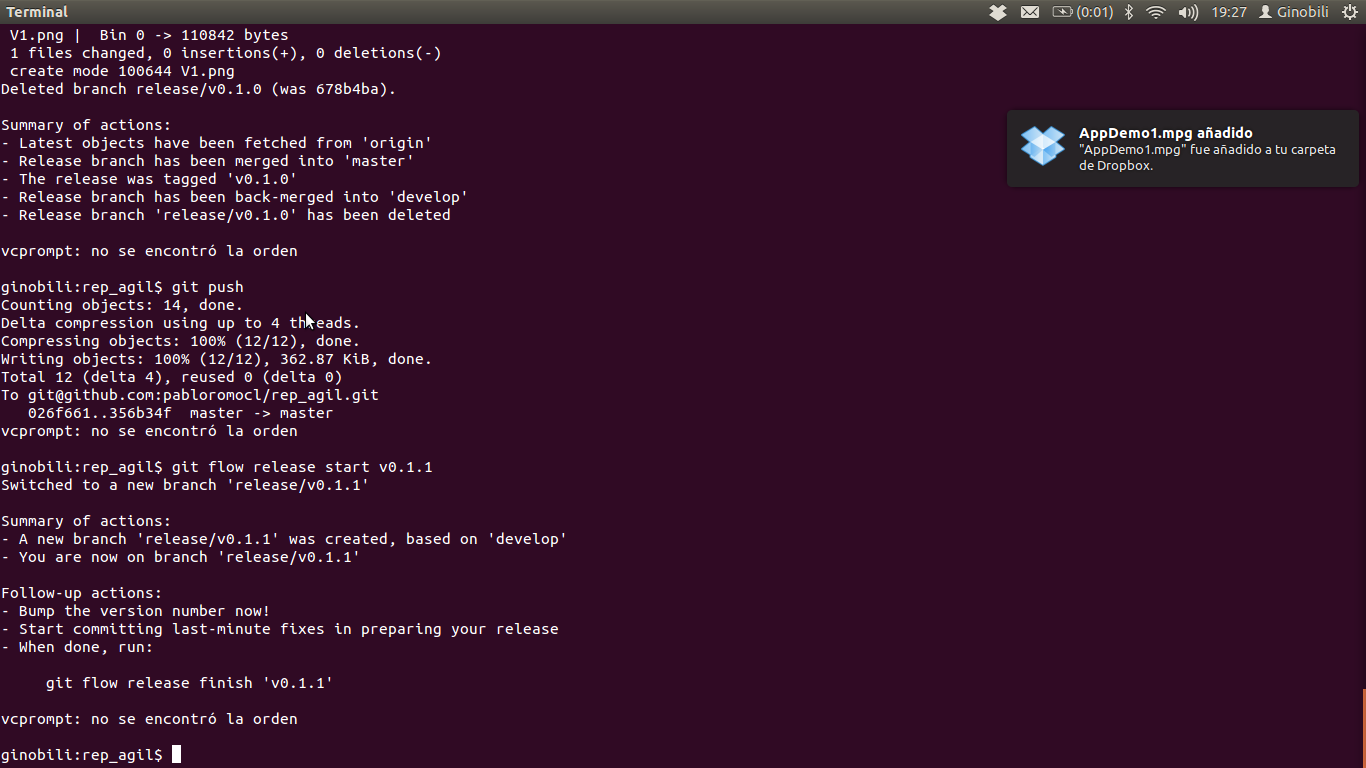 Terminal
(0:01)
19:27
Ginobili
 V1.png |  Bin 0 -> 110842 bytes
 1 files changed, 0 insertions(+), 0 deletions(-)
 create mode 100644 V1.png
Deleted branch release/v0.1.0 (was 678b4ba).
Summary of actions:
- Latest objects have been fetched from 'origin'
- Release branch has been merged into 'master'
- The release was tagged 'v0.1.0'
- Release branch has been back-merged into 'develop'
- Release branch 'release/v0.1.0' has been deleted
AppDemo1.mpg añadido
"AppDemo1.mpg" fue añadido a tu carpeta
de Dropbox.
vcprompt: no se encontró la orden
ginobili:rep_agil$ git push
Counting objects: 14, done.
Delta compression using up to 4 threads.
Compressing objects: 100% (12/12), done.
Writing objects: 100% (12/12), 362.87 KiB, done.
Total 12 (delta 4), reused 0 (delta 0)
To git@github.com:pabloromocl/rep_agil.git
   026f661..356b34f  master -> master
vcprompt: no se encontró la orden
ginobili:rep_agil$ git flow release start v0.1.1
Switched to a new branch 'release/v0.1.1'
Summary of actions:
- A new branch 'release/v0.1.1' was created, based on 'develop'
- You are now on branch 'release/v0.1.1'
Follow-up actions:
- Bump the version number now!
- Start committing last-minute fixes in preparing your release
- When done, run:
     git flow release finish 'v0.1.1'
vcprompt: no se encontró la orden
ginobili:rep_agil$